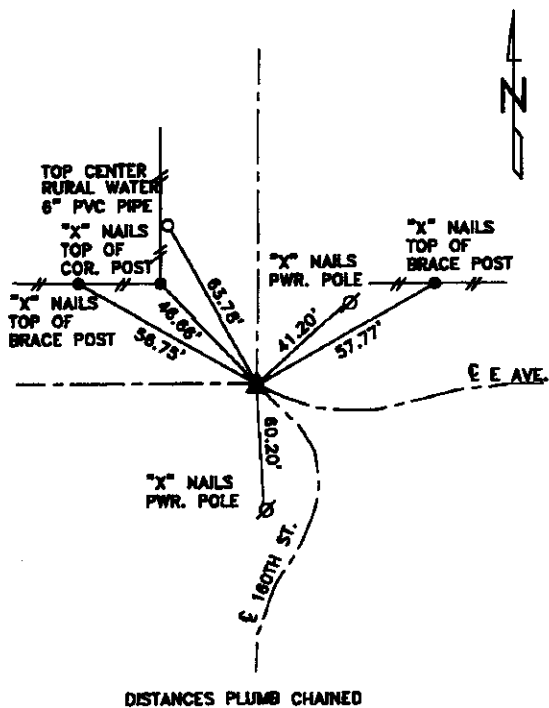 N
TOP CENTER
RURAL WATER
6" PVC PIPE
"X" NAILS
TOP OF
COR. POST
"X" NAILS
TOP OF
BRACE POST
"X" NAILS
PWR. POLE
"X" NAILS
TOP OF
BRACE POST
63.78'
46.66'
56.75'
41.20'
57.77'
℄ E AVE.
60.20'
"X" NAILS
PWR. POLE
℄ 160TH ST.
DISTANCES PLUMB CHAINED